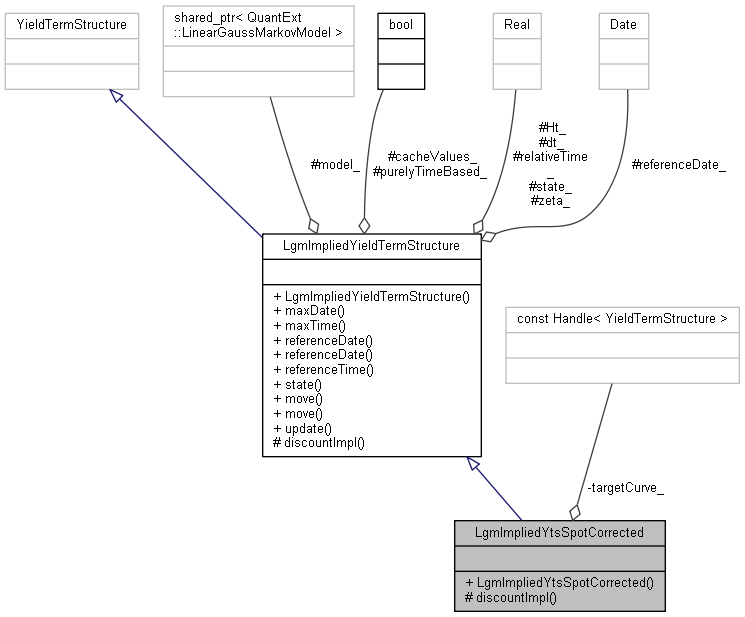 YieldTermStructure
shared_ptr< QuantExt
::LinearGaussMarkovModel >
bool
Real
Date
#model_
#cacheValues_
#purelyTimeBased_
#Ht_
#dt_
#relativeTime
_
#state_
#zeta_
#referenceDate_
LgmImpliedYieldTermStructure
+ LgmImpliedYieldTermStructure()
+ maxDate()
+ maxTime()
+ referenceDate()
+ referenceDate()
+ referenceTime()
+ state()
+ move()
+ move()
+ update()
# discountImpl()
const Handle< YieldTermStructure >
-targetCurve_
LgmImpliedYtsSpotCorrected
+ LgmImpliedYtsSpotCorrected()
# discountImpl()